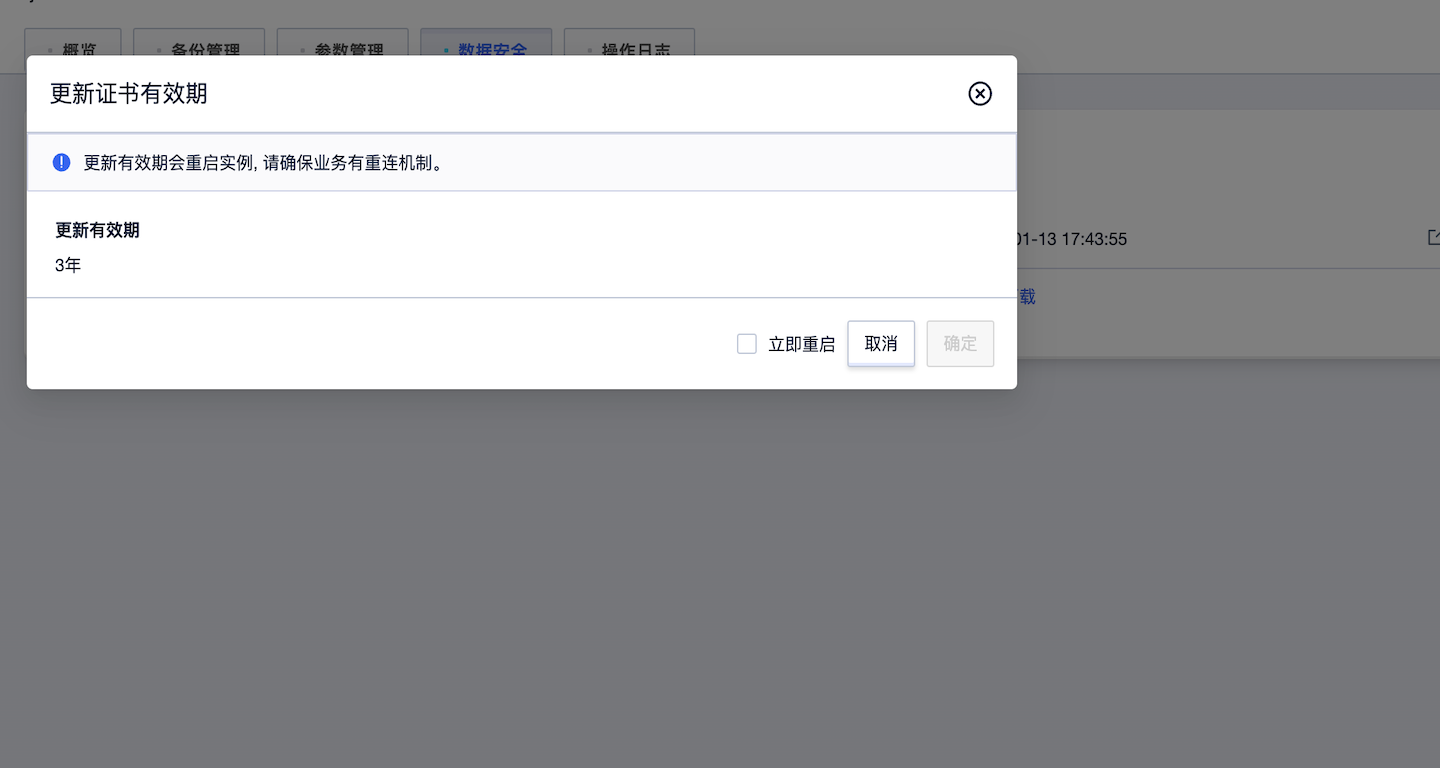 概览
备份管理
参数管理
数据安全
操作日志
更新证书有效期
更新有效期会重启实例, 请确保业务有重连机制。
更新有效期
3年
01-13 17:43:55
载
立即重启
取消
确定